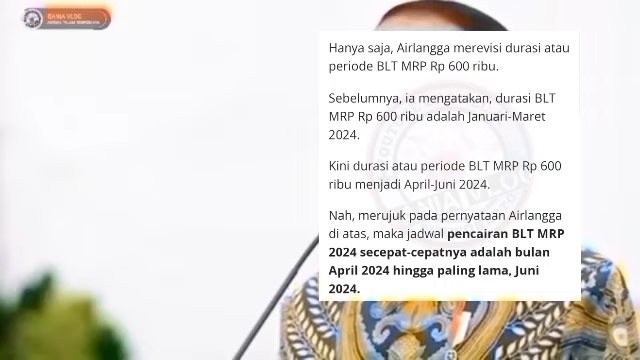 DANIA VLOG
Hanya saja, Airlangga merevisi durasi atau
periode BLT MRP Rp 600 ribu.
Sebelumnya, ia mengatakan, durasi BLT
MRP Rp 600 ribu adalah Januari-Maret
2024.
Kini durasi atau periode BLT MRP Rp 600
ribu menjadi April-Juni 2024.
Nah, merujuk pada pernyataan Airlangga
di atas, maka jadwal pencairan BLT MRP
2024 secepat-cepatnya adalah bulan
April 2024 hingga paling lama, Juni
2024.